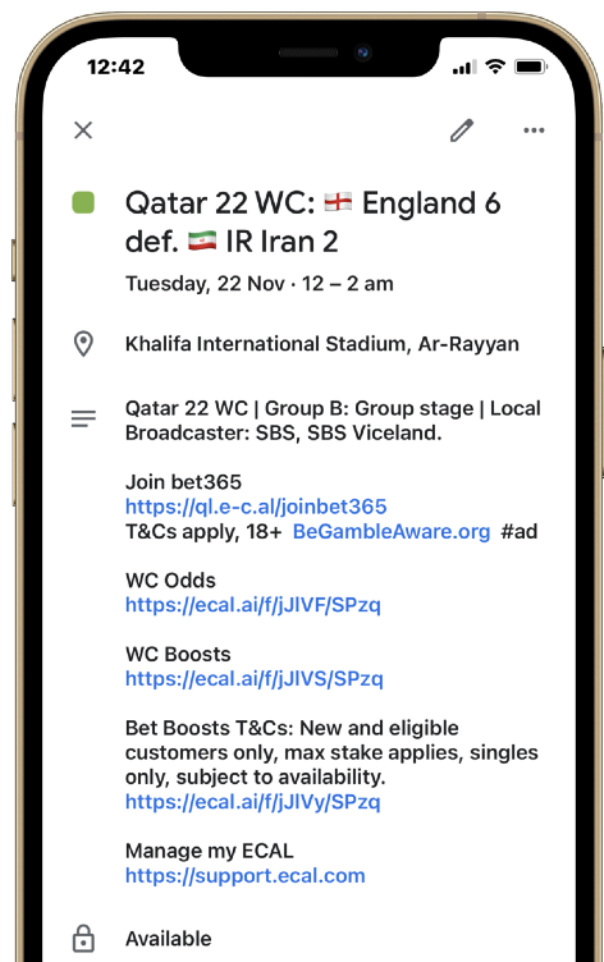 12:42
Qatar 22 WC: 🏴󠁧󠁢󠁥󠁮󠁧󠁿 England 6
def. 🇮🇷 IR Iran 2
Tuesday, 22 Nov · 12 – 2 am
Khalifa International Stadium, Ar-Rayyan
Qatar 22 WC | Group B: Group stage | Local
Broadcaster: SBS, SBS Viceland.
Join bet365
https://ql.e-c.al/joinbet365
T&Cs apply, 18+ BeGambleAware.org #ad
WC Odds
https://ecal.ai/f/jJlVF/SPzq
WC Boosts
https://ecal.ai/f/jJlVS/SPzq
Bet Boosts T&Cs: New and eligible
customers only, max stake applies, singles
only, subject to availability.
https://ecal.ai/f/jJlVy/SPzq
Manage my ECAL
https://support.ecal.com
Available